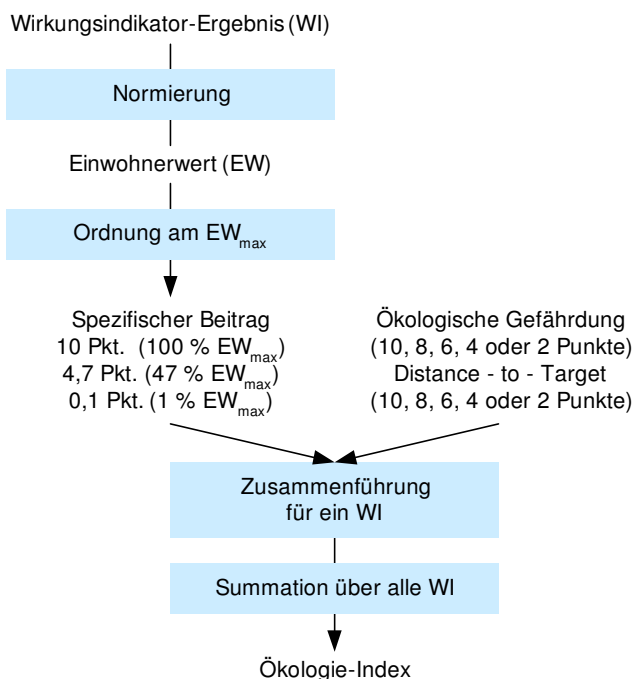 Wirkungsindikator-Ergebnis (WI)
Normierung
Einwohnerwert (EW)
Ordnung am EWmax
Spezifischer Beitrag
10 Pkt. (100 % EWmax)
4,7 Pkt. (47 % EWmax)
0,1 Pkt. (1 % EWmax)
Ökologische Gefährdung
(10, 8, 6, 4 oder 2 Punkte)
Distance - to - Target
(10, 8, 6, 4 oder 2 Punkte)
Zusammenführung
für ein WI
Summation über alle WI
Ökologie-Index